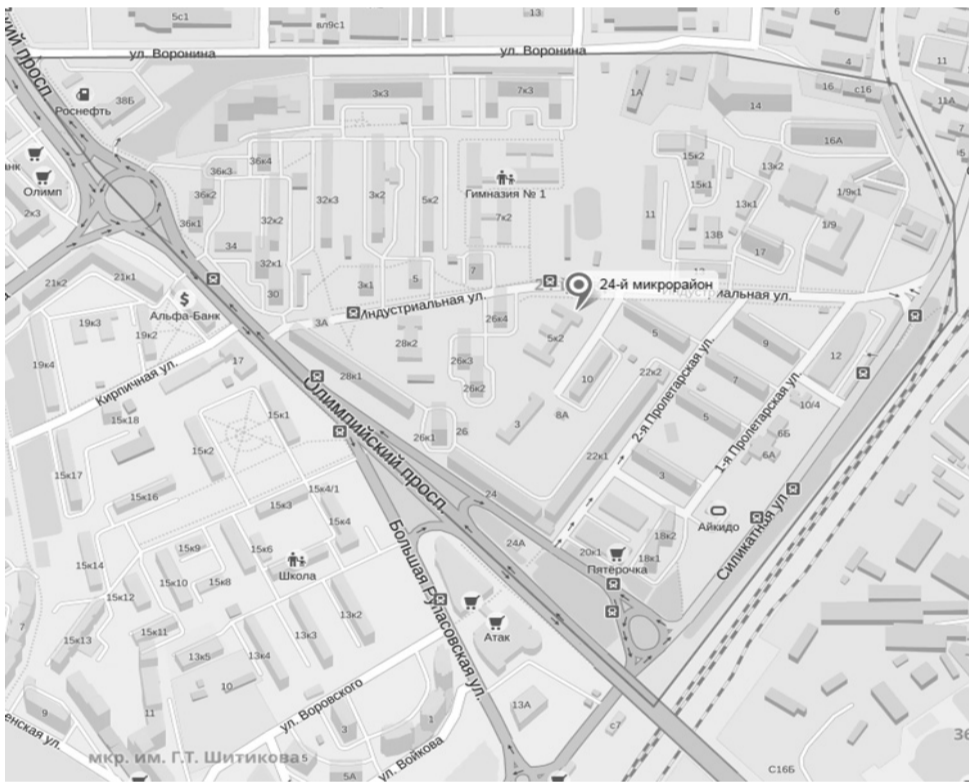 5с1
вл9с1
13
6
ул. Воронина
ул. Воронина
4
11
38Б
Роснефть
3к3
7к3
1А
14
16
с16
11А
7
16А
Олимп
2к3
36к4
36к3
36к2
36к1
32к2
32к3
3к2
5к2
Гимназия № 1
7к2
15к2
15к1
13к2
13к1
1/9к1
1/9
11
13В
17
34
32к1
30
3к1
5
7
21к2
21к1
$
Альфа-Банк
24-й микрорайон
Индустриальная ул.
3А
19к3
19к2
19к4
17
Кирпичная ул.
28к2
28к1
26к4
26к3
26к2
26к1
26
5к2
10
8А
3
5
22к2
22к1
9
7
5
3
12
10/4
6Б
6А
2-я Пролетарская ул.
1-я Пролетарская ул.
Олимпийский просп.
15к18
15к1
15к2
15к17
15к16
15к3
15к4/1
15к4
24
24А
20к1
Пятёрочка
18к2
18к1
Айкидо
Силикатная ул
15к14
15к9
15к6
15к10
15к8
Школа
15к12
15к13
15к11
13к5
13к4
13к3
13к2
10
11
7
9
Большая Рупасовская ул.
Атак
ул. Воровского
3
1
13А
с7
ул. Войкова
мкр. им. Г.Т. Шитикова
5
5А
С16Б